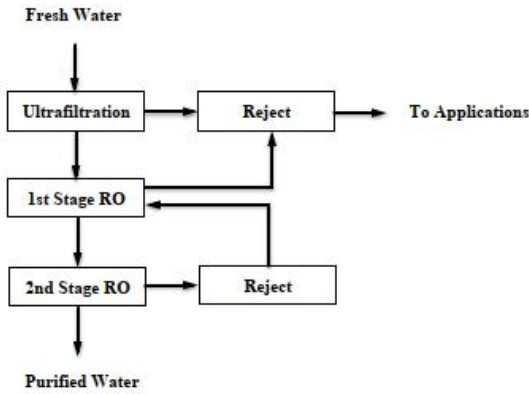 Fresh Water
Ultrafiltration
Reject
To Applications
1st Stage RO
2nd Stage RO
Reject
Purified Water